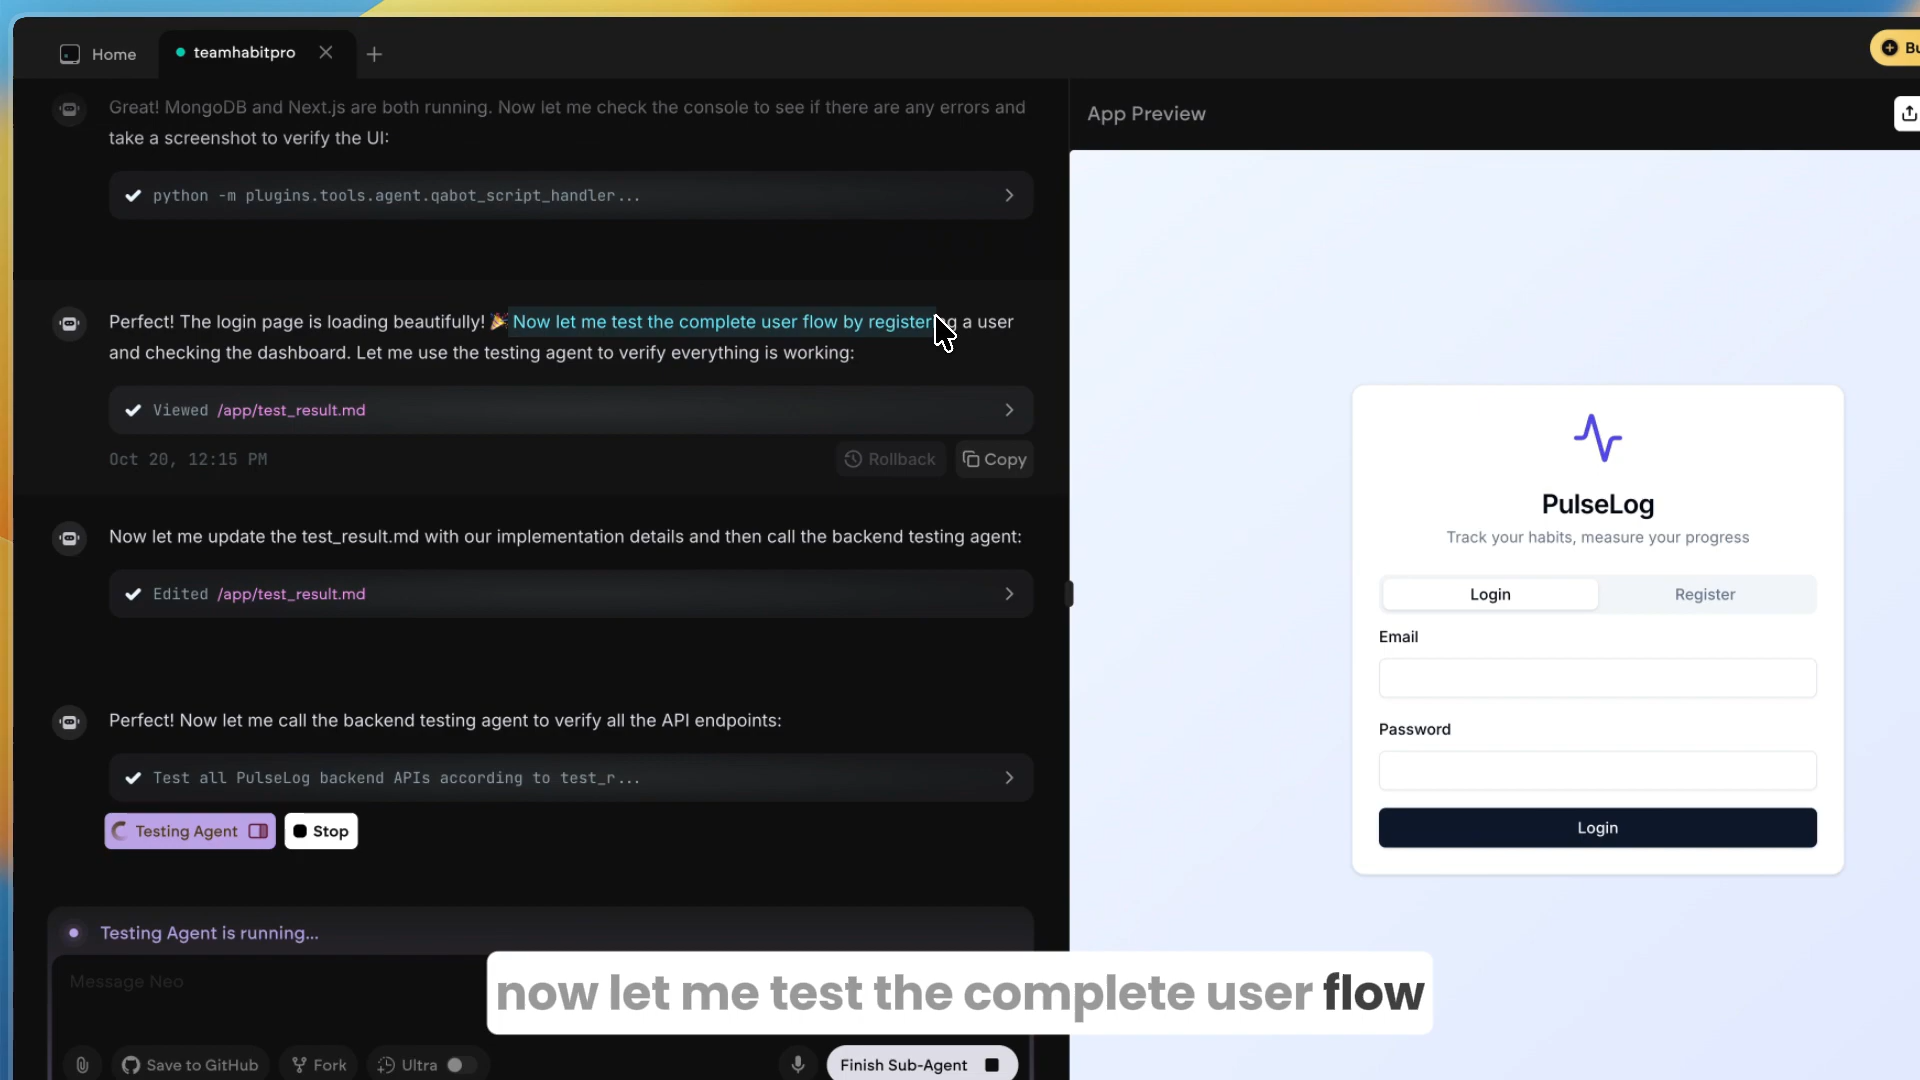 Home
teamhabitpro
Bu
Great! MongoDB and Next.js are both running. Now let me check the console to see if there are any errors and
take a screenshot to verify the UI:
python -m plugins.tools.agent.qabot_script_handler...
Perfect! The login page is loading beautifully! 🎉 Now let me test the complete user flow by registering a user
and checking the dashboard. Let me use the testing agent to verify everything is working:
Viewed /app/test_result.md
Oct 20, 12:15 PM
Rollback
Copy
Now let me update the test_result.md with our implementation details and then call the backend testing agent:
Edited /app/test_result.md
Perfect! Now let me call the backend testing agent to verify all the API endpoints:
Test all PulseLog backend APIs according to test_r...
Testing Agent
Stop
Testing Agent is running...
Message Neo
Save to GitHub
Fork
Ultra
Finish Sub-Agent
App Preview
PulseLog
Track your habits, measure your progress
Login
Register
Email
Password
Login
now let me test the complete user flow